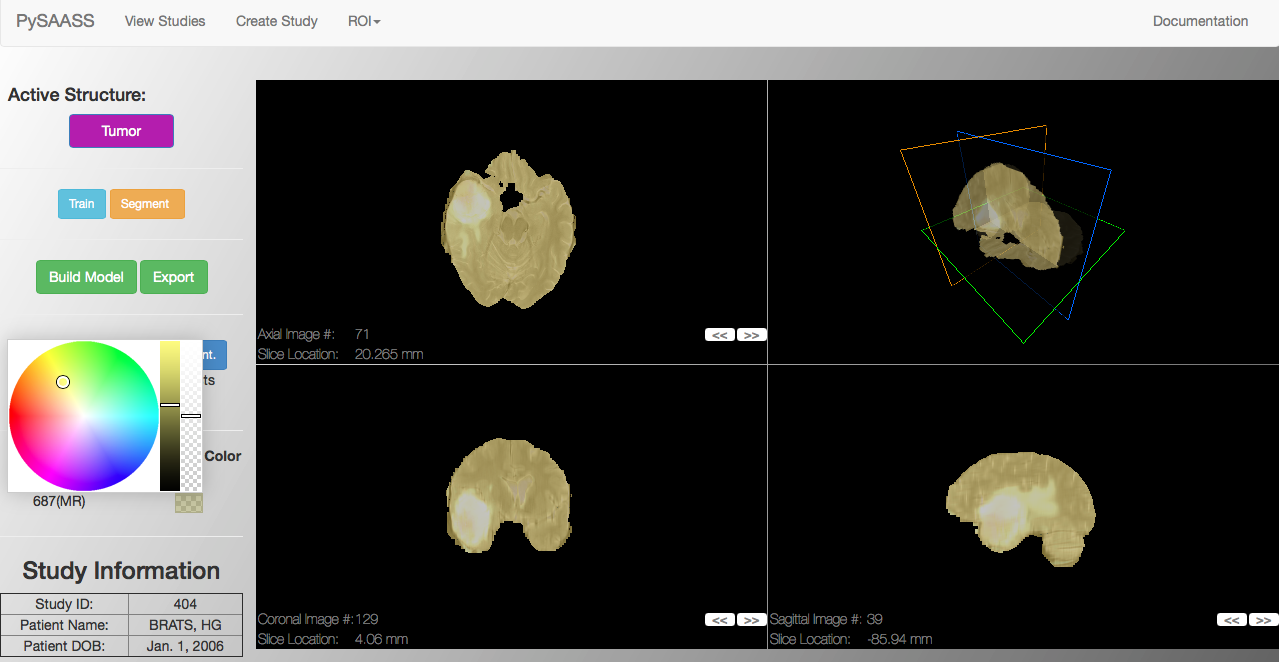 PySAASS View Studies Create Study ROI Documentation
Active Structure:
Tumor
Train Segment
Build Model Export
nt.
ts
Color
687(MR)
Study Information
Study ID: 404
Patient Name: BRATS, HG
Patient DOB: Jan. 1, 2006
Axial Image #: 71
<< >>
Slice Location: 20.265 mm
Coronal Image #: 129
<< >>
Slice Location: 4.06 mm
Sagittal Image #: 39
<< >>
Slice Location: -85.94 mm